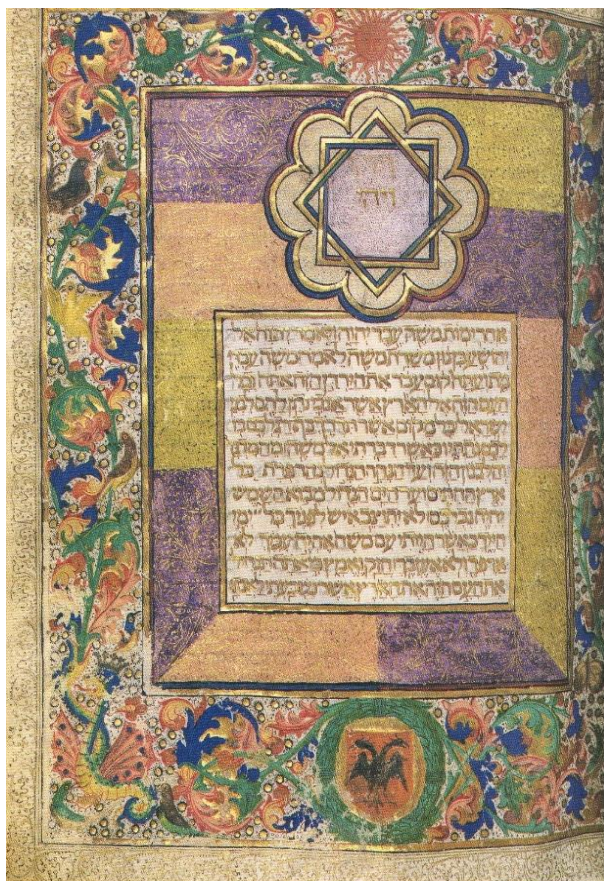 ויהי
אחרי מות משה עבד יהוה ויאמר יהוה אל
יהושע בן נון משרת משה לאמר משה עבדי
מת ועתה קום עבר את הירדן הזה אתה וכל
העם הזה אל הארץ אשר אנכי נתן להם לבני
ישראל כל מקום אשר תדרך כף רגלכם בו
לכם נתתיו כאשר דברתי אל משה מהמדבר
והלבנון הזה ועד הנהר הגדול נהר פרת כל
ארץ החתים ועד הים הגדול מבוא השמש
יהיה גבולכם לא יתיצב איש לפניך כל ימי
חייך כאשר הייתי עם משה אהיה עמך לא
ארפך ולא אעזבך חזק ואמץ כי אתה תנחיל
את העם הזה את הארץ אשר נשבעתי